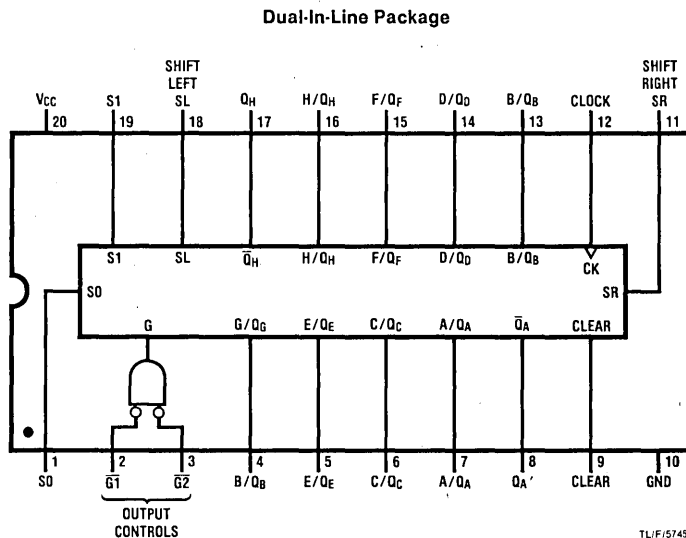 Dual-In-Line Package
SHIFT LEFT
SHIFT RIGHT
VCC S1 SL QH H/QH F/QF D/QD B/QB CLOCK SR
20 19 18 17 16 15 14 13 12 11
S1 SL Q̅H H/QH F/QF D/QD B/QB CK
S0 SR
G G/QG E/QE C/QC A/QA Q̅A CLEAR
1 2 3 4 5 6 7 8 9 10
S0 G̅1̅ G̅2̅ B/QB E/QE C/QC A/QA QA' CLEAR GND
OUTPUT
CONTROLS
TL/F/5745